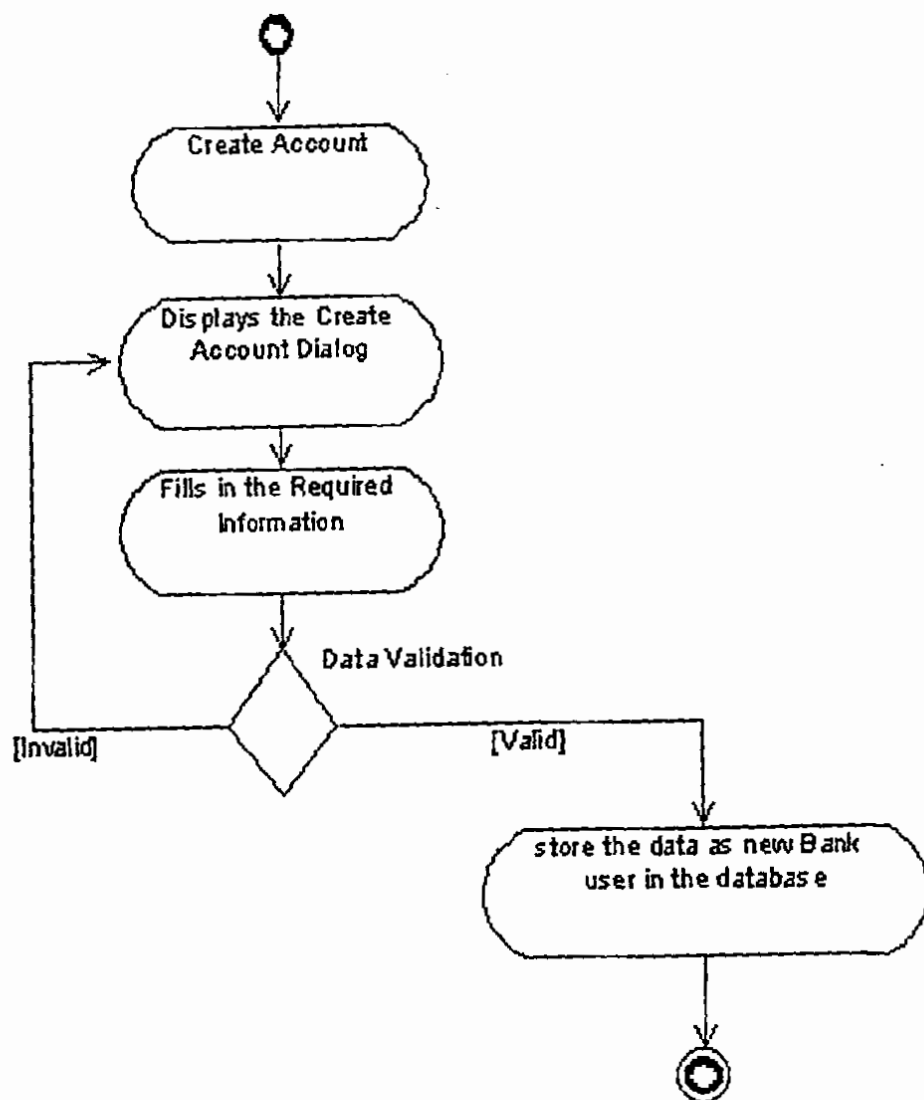 Create Account
Displays the Create
Account Dialog
Fills in the Required
Information
Data Validation
[Invalid]
[Valid]
store the data as new Bank
user in the database